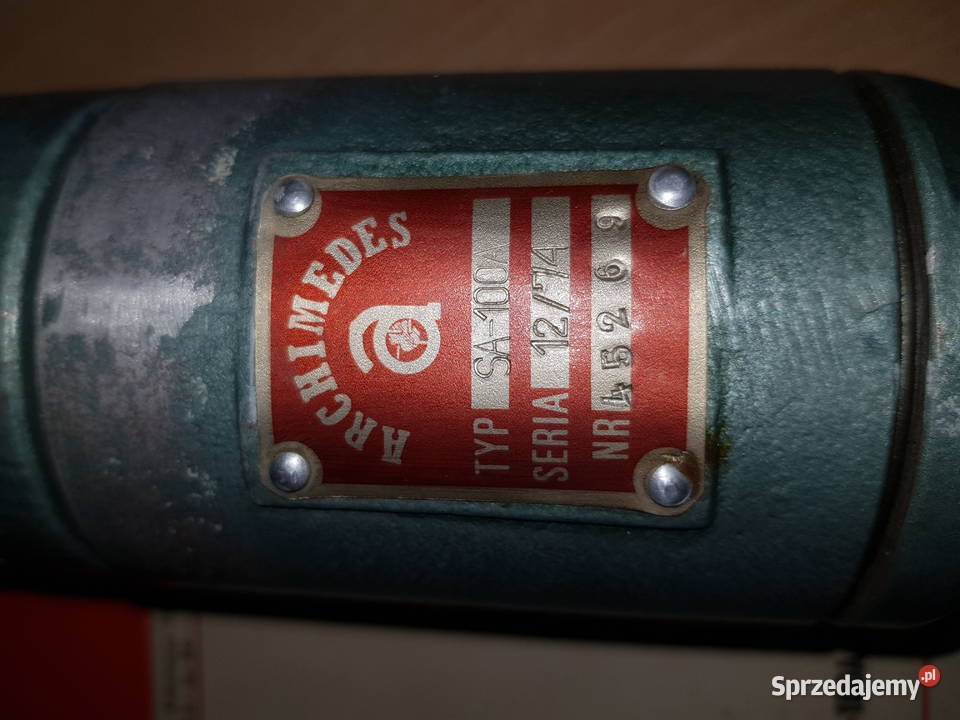 ARCHIMEDES
a
TYP SA-100A
SERIA 12/74
NR 45269
Sprzedajemy.pl